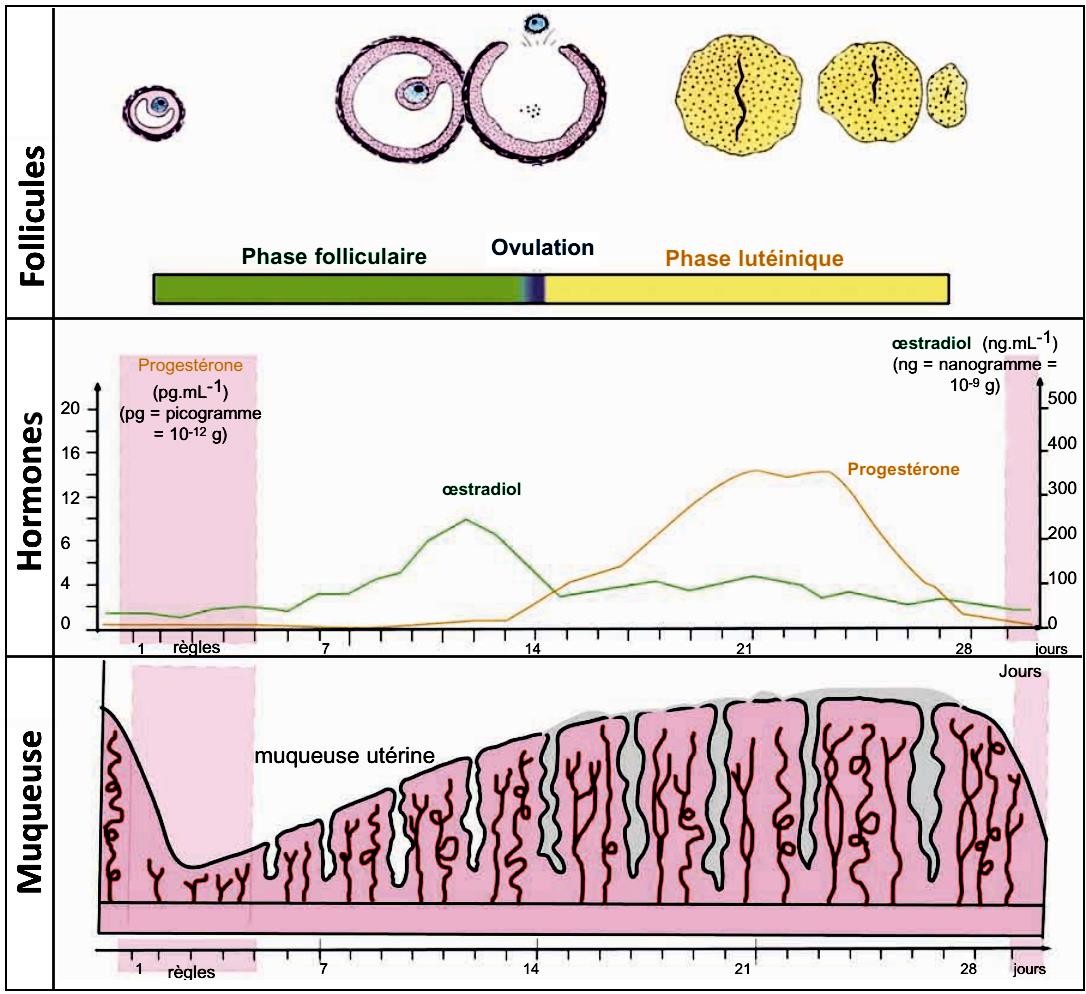 Follicules
Phase folliculaire
Ovulation
Phase lutéinique
Hormones
Progestérone
(pg.mL-1)
(pg = picogramme
= 10-12 g)
œstradiol (ng.mL-1)
(ng = nanogramme =
10-9 g)
20
16
12
6
4
0
500
400
300
200
100
0
œstradiol
Progestérone
1 règles 7 14 21 28 jours
Muqueuse
Jours
muqueuse utérine
1 règles 7 14 21 28 jours